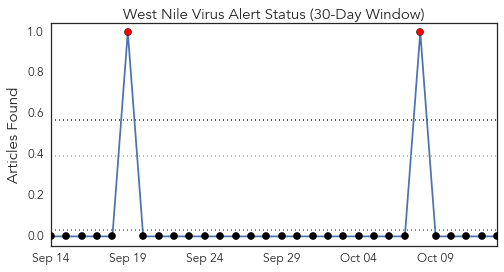 West Nile Virus Alert Status (30-Day Window)
Articles Found
1.0
0.8
0.6
0.4
0.2
0.0
Sep 14 Sep 19 Sep 24 Sep 29 Oct 04 Oct 09